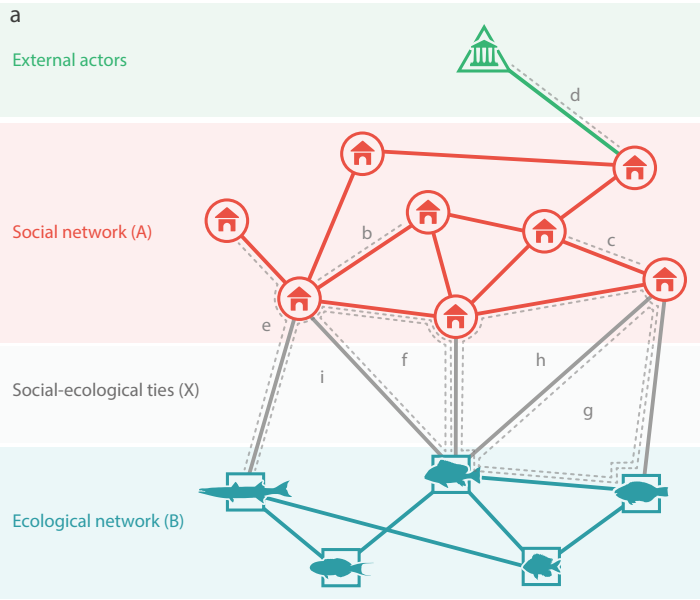 a
External actors
d
Social network (A)
b
c
e
f
h
i
Social-ecological ties (X)
g
Ecological network (B)